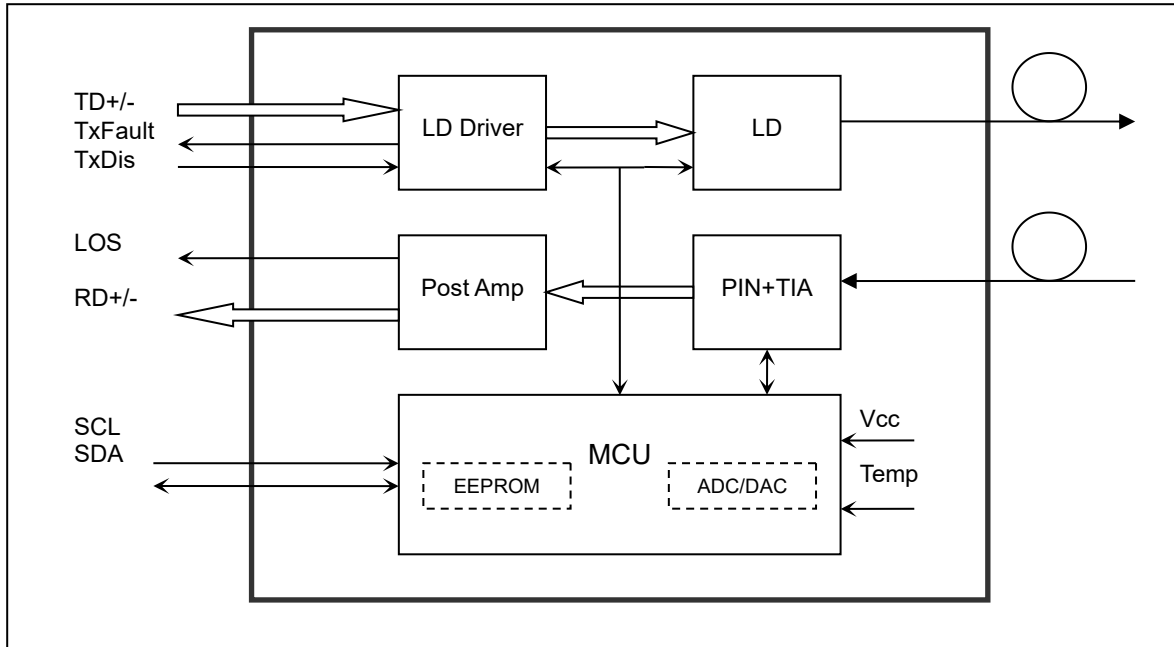 TD+/-
TxFault
TxDis
LD Driver
LD
LOS
RD+/-
Post Amp
PIN+TIA
SCL
SDA
MCU
EEPROM
ADC/DAC
Vcc
Temp